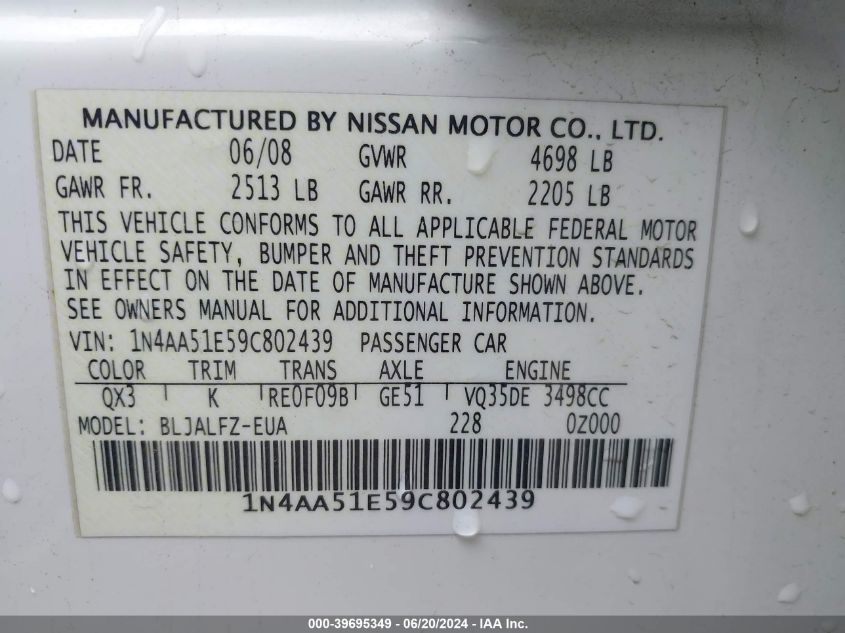 MANUFACTURED BY NISSAN MOTOR CO., LTD.
DATE 06/08 GVWR 4698 LB
GAWR FR. 2513 LB GAWR RR. 2205 LB
THIS VEHICLE CONFORMS TO ALL APPLICABLE FEDERAL MOTOR
VEHICLE SAFETY, BUMPER AND THEFT PREVENTION STANDARDS
IN EFFECT ON THE DATE OF MANUFACTURE SHOWN ABOVE.
SEE OWNERS MANUAL FOR ADDITIONAL INFORMATION.
VIN: 1N4AA51E59C802439 PASSENGER CAR
COLOR TRIM TRANS AXLE ENGINE
QX3 K RE0F09B GE51 VQ35DE 3498CC
MODEL: BLJALFZ-EUA 228 0Z000
1N4AA51E59C802439
000-39695349 - 06/20/2024 - IAA Inc.